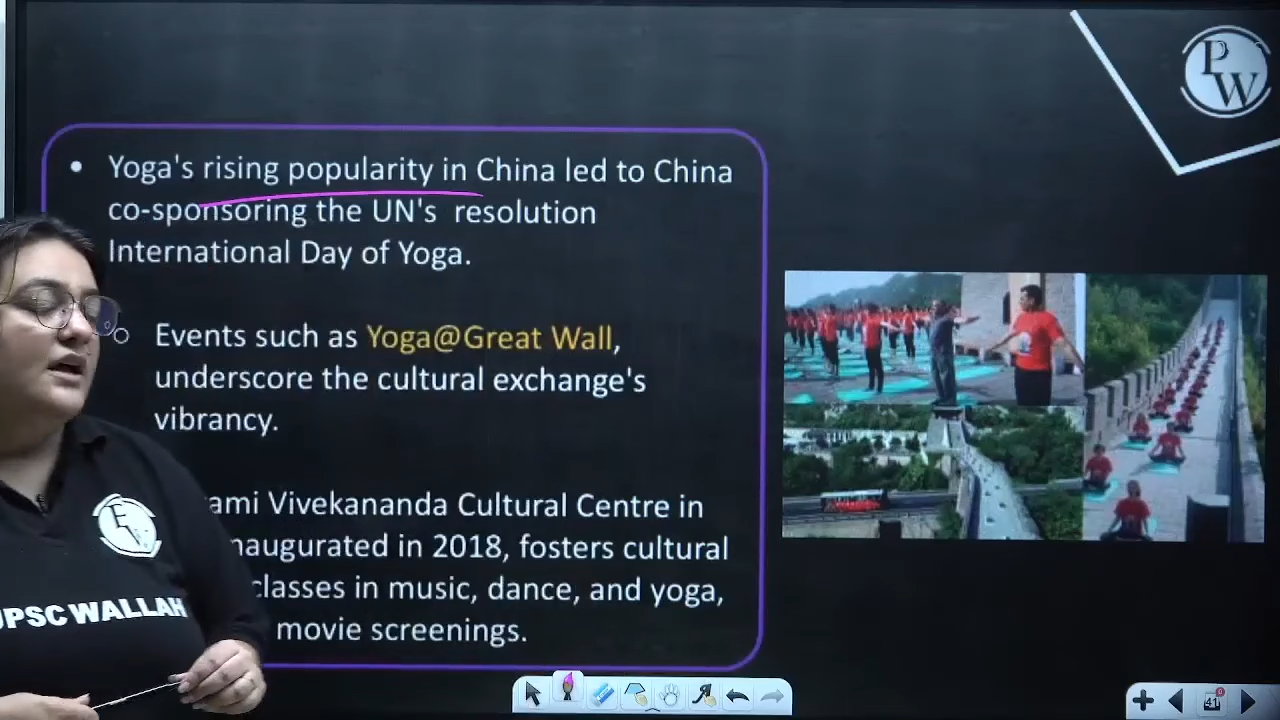 PW
Yoga's rising popularity in China led to China
co-sponsoring the UN's resolution
International Day of Yoga.
Events such as Yoga@Great Wall,
underscore the cultural exchange's
vibrancy.
ami Vivekananda Cultural Centre in
naugurated in 2018, fosters cultural
classes in music, dance, and yoga,
movie screenings.
UPSC WALLAH
41